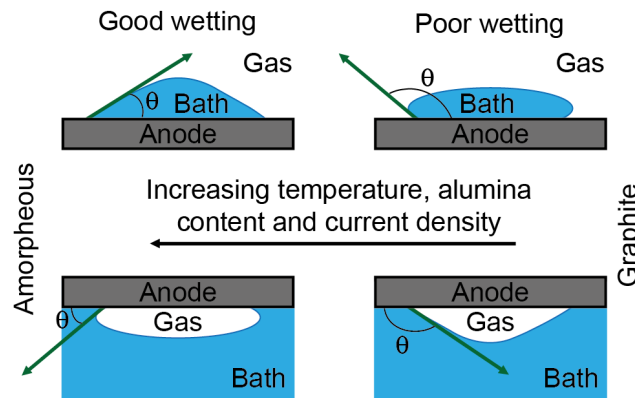 Good wetting
Poor wetting
Gas
Gas
θ
θ
Bath
Bath
Anode
Anode
Amorpheous
Increasing temperature, alumina
content and current density
Graphite
Anode
Anode
θ
Gas
Gas
θ
Bath
Bath